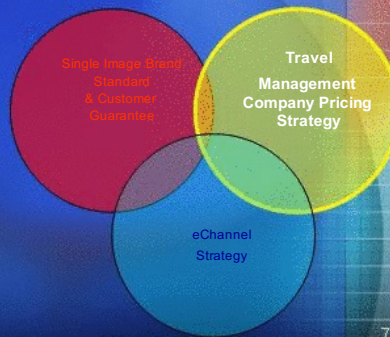 Single Image Brand
Standard
& Customer
Guarantee
Travel
Management
Company Pricing
Strategy
eChannel
Strategy
7